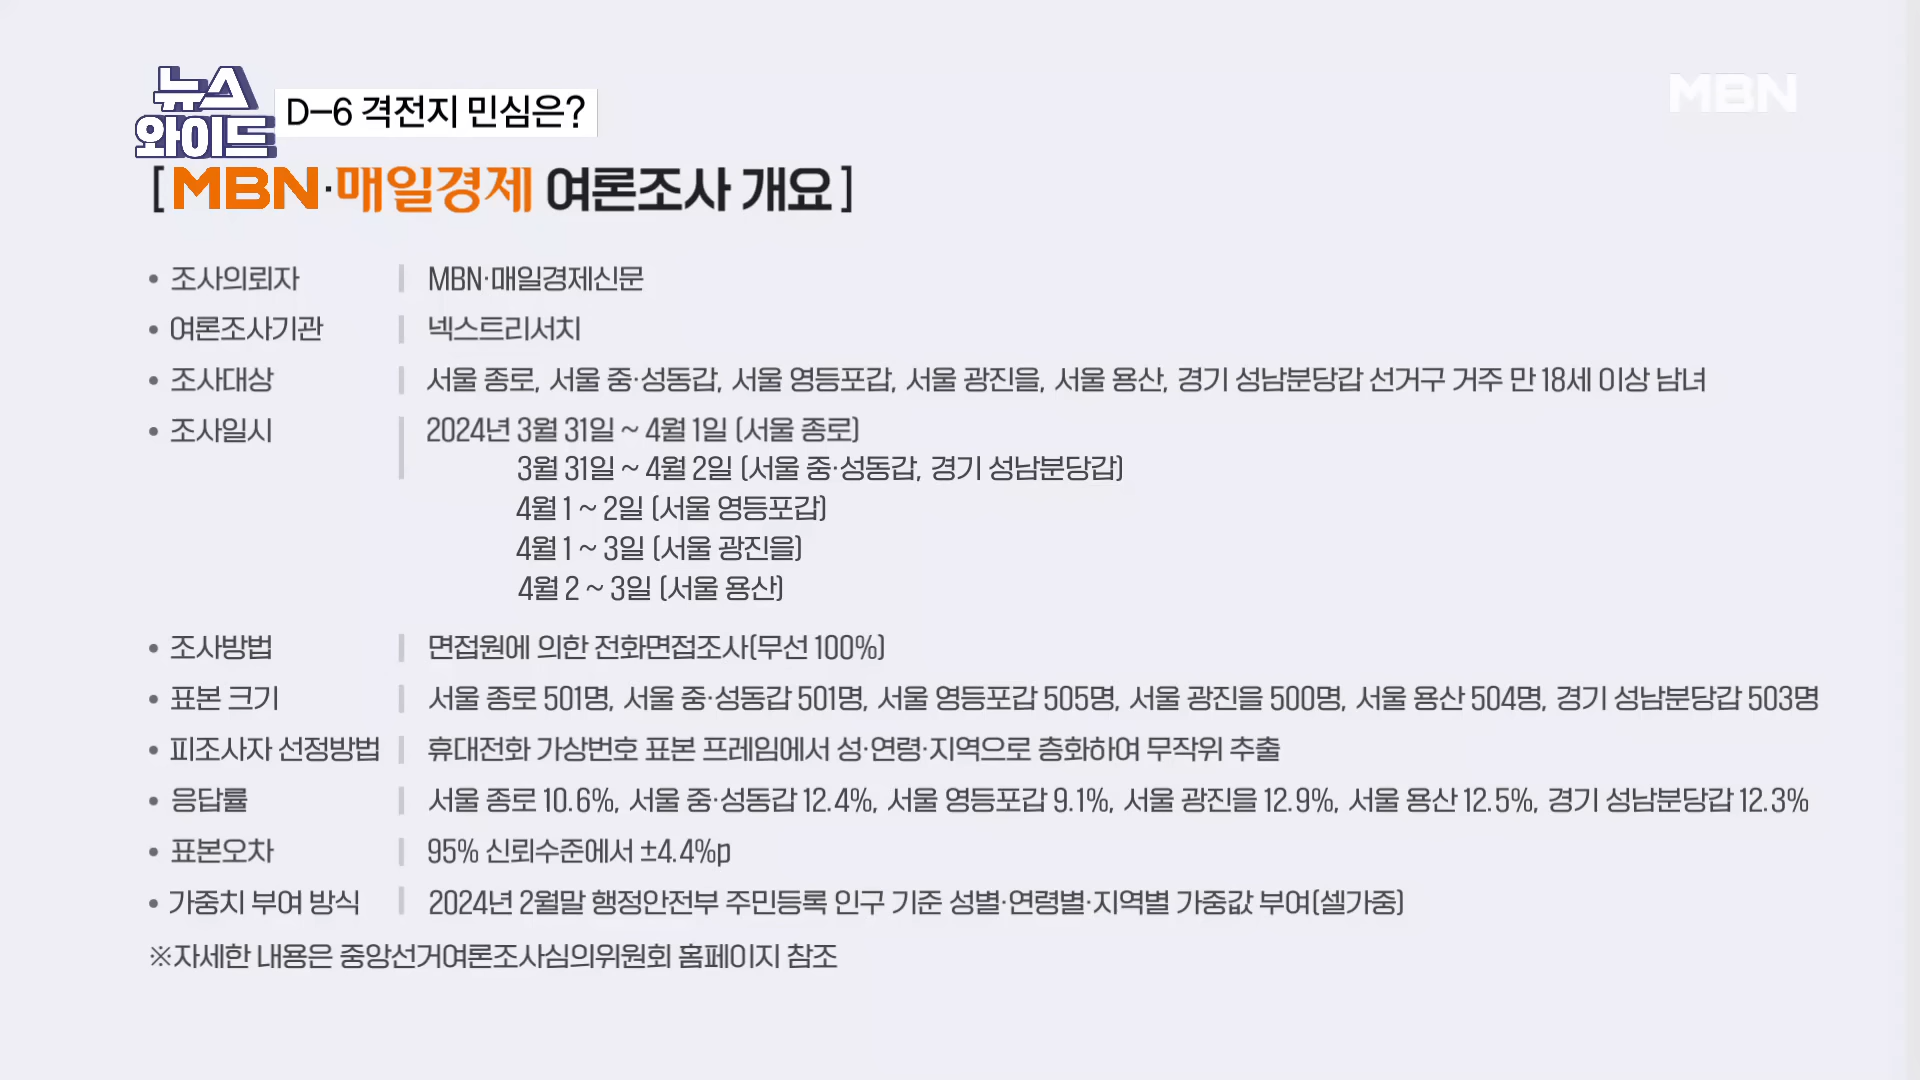 뉴스
와이드
D-6 격전지 민심은?
MBN
[MBN·매일경제 여론조사 개요]
• 조사의뢰자 | MBN·매일경제신문
• 여론조사기관 | 넥스트리서치
• 조사대상 | 서울 종로, 서울 중·성동갑, 서울 영등포갑, 서울 광진을, 서울 용산, 경기 성남분당갑 선거구 거주 만 18세 이상 남녀
• 조사일시 | 2024년 3월 31일 ~ 4월 1일 (서울 종로)
3월 31일 ~ 4월 2일 (서울 중·성동갑, 경기 성남분당갑)
4월 1 ~ 2일 (서울 영등포갑)
4월 1 ~ 3일 (서울 광진을)
4월 2 ~ 3일 (서울 용산)
• 조사방법 | 면접원에 의한 전화면접조사(무선 100%)
• 표본 크기 | 서울 종로 501명, 서울 중·성동갑 501명, 서울 영등포갑 505명, 서울 광진을 500명, 서울 용산 504명, 경기 성남분당갑 503명
• 피조사자 선정방법 | 휴대전화 가상번호 표본 프레임에서 성·연령·지역으로 층화하여 무작위 추출
• 응답률 | 서울 종로 10.6%, 서울 중·성동갑 12.4%, 서울 영등포갑 9.1%, 서울 광진을 12.9%, 서울 용산 12.5%, 경기 성남분당갑 12.3%
• 표본오차 | 95% 신뢰수준에서 ±4.4%p
• 가중치 부여 방식 | 2024년 2월말 행정안전부 주민등록 인구 기준 성별·연령별·지역별 가중값 부여(셀가중)
※자세한 내용은 중앙선거여론조사심의위원회 홈페이지 참조